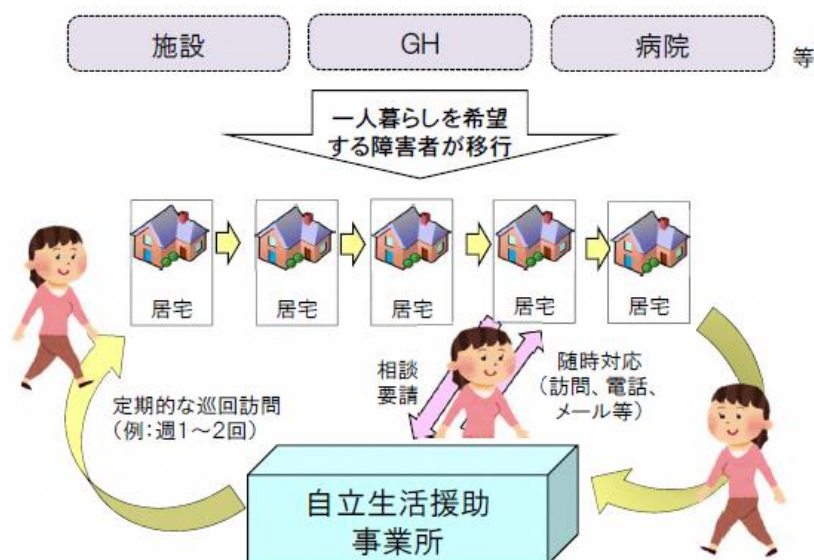 施設
GH
病院
等
一人暮らしを希望
する障害者が移行
居宅
居宅
居宅
居宅
居宅
相談
要請
随時対応
(訪問、電話、
メール等)
定期的な巡回訪問
(例:週1～2回)
自立生活援助
事業所